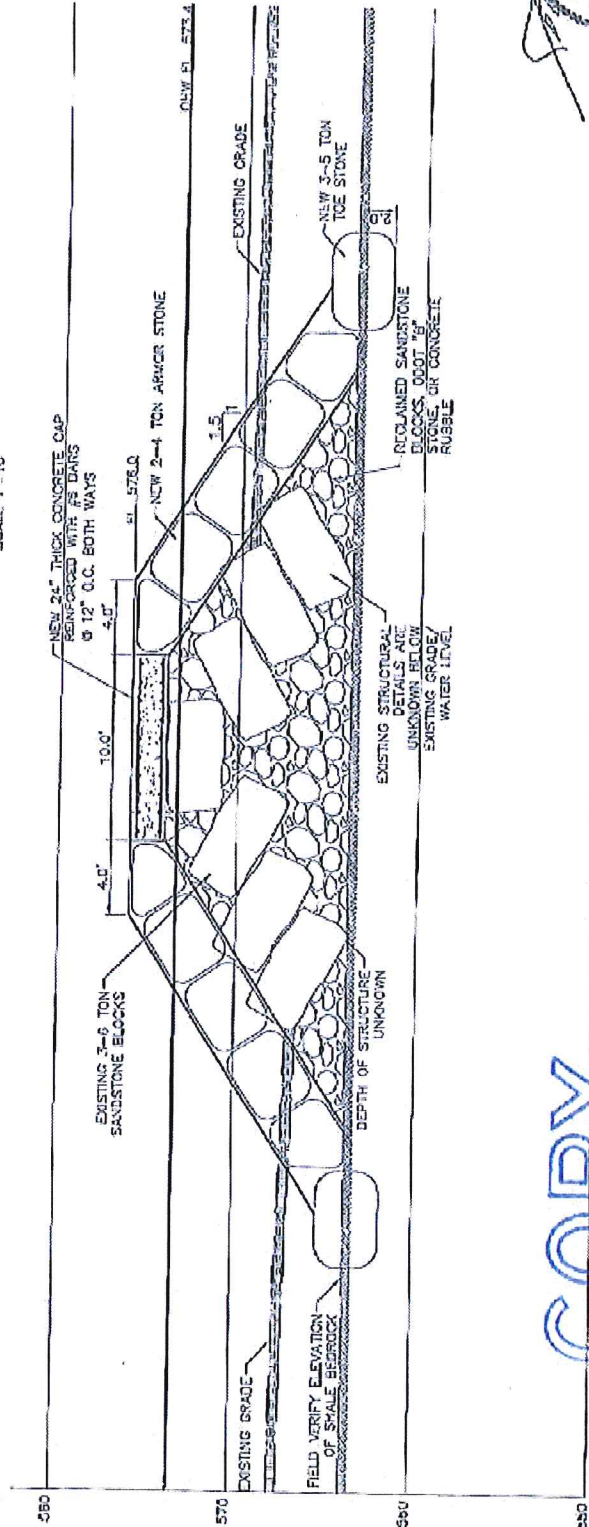 NEW 24" THICK CONCRETE CAP
REINFORCED WITH #5 BARS
@ 12" O.C. BOTH WAYS
4.0'
10.0'
4.0'
EL 576.0
NEW 2-4 TON ARMOR STONE
EXISTING 3-6 TON
SANDSTONE BLOCKS
OHW EL 573.4
EXISTING GRADE
1.5
1
NEW 3-5 TON
TOE STONE
RECLAIMED SANDSTONE
BLOCKS, ODOT "B"
STONE, OR CONCRETE
RUBBLE
EXISTING STRUCTURAL
DETAILS ARE
UNKNOWN BELOW
EXISTING GRADE/
WATER LEVEL
DEPTH OF STRUCTURE
UNKNOWN
EXISTING GRADE
FIELD VERIFY ELEVATION
OF SHALE BEDROCK
580
570
560
550
COPY